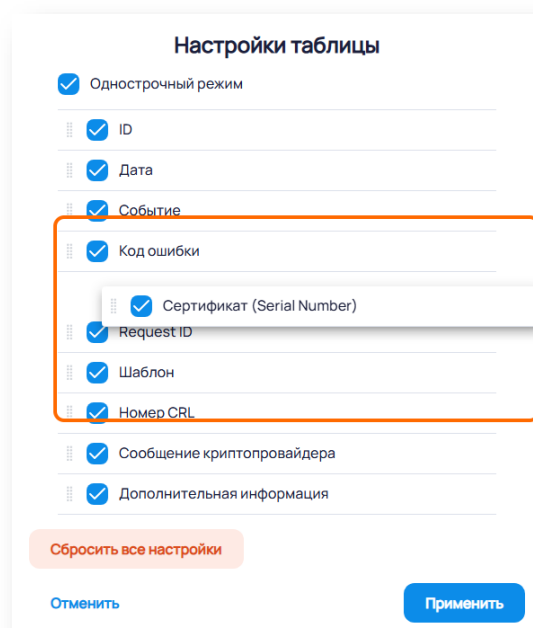 Настройки таблицы
Однострочный режим
ID
Дата
Событие
Код ошибки
Сертификат (Serial Number)
Request ID
Шаблон
Номер CRL
Сообщение криптопровайдера
Дополнительная информация
Сбросить все настройки
Отменить
Применить